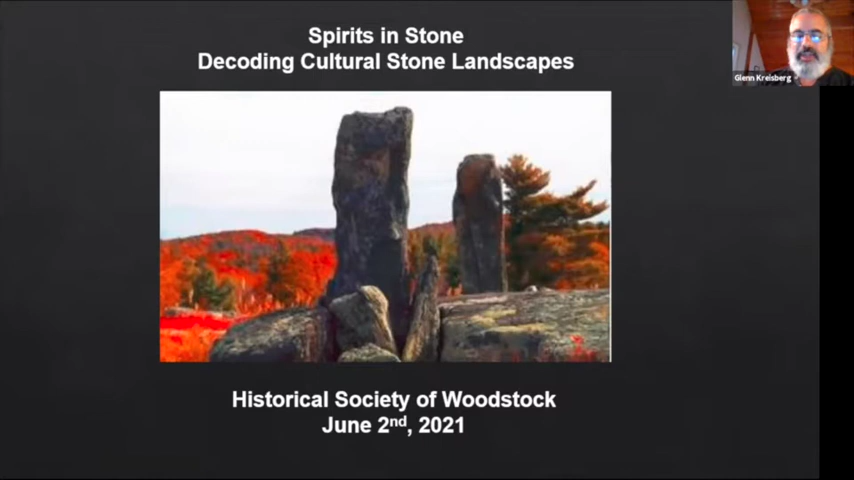 Spirits in Stone
Decoding Cultural Stone Landscapes
Glenn Kreisberg
Historical Society of Woodstock
June 2nd, 2021